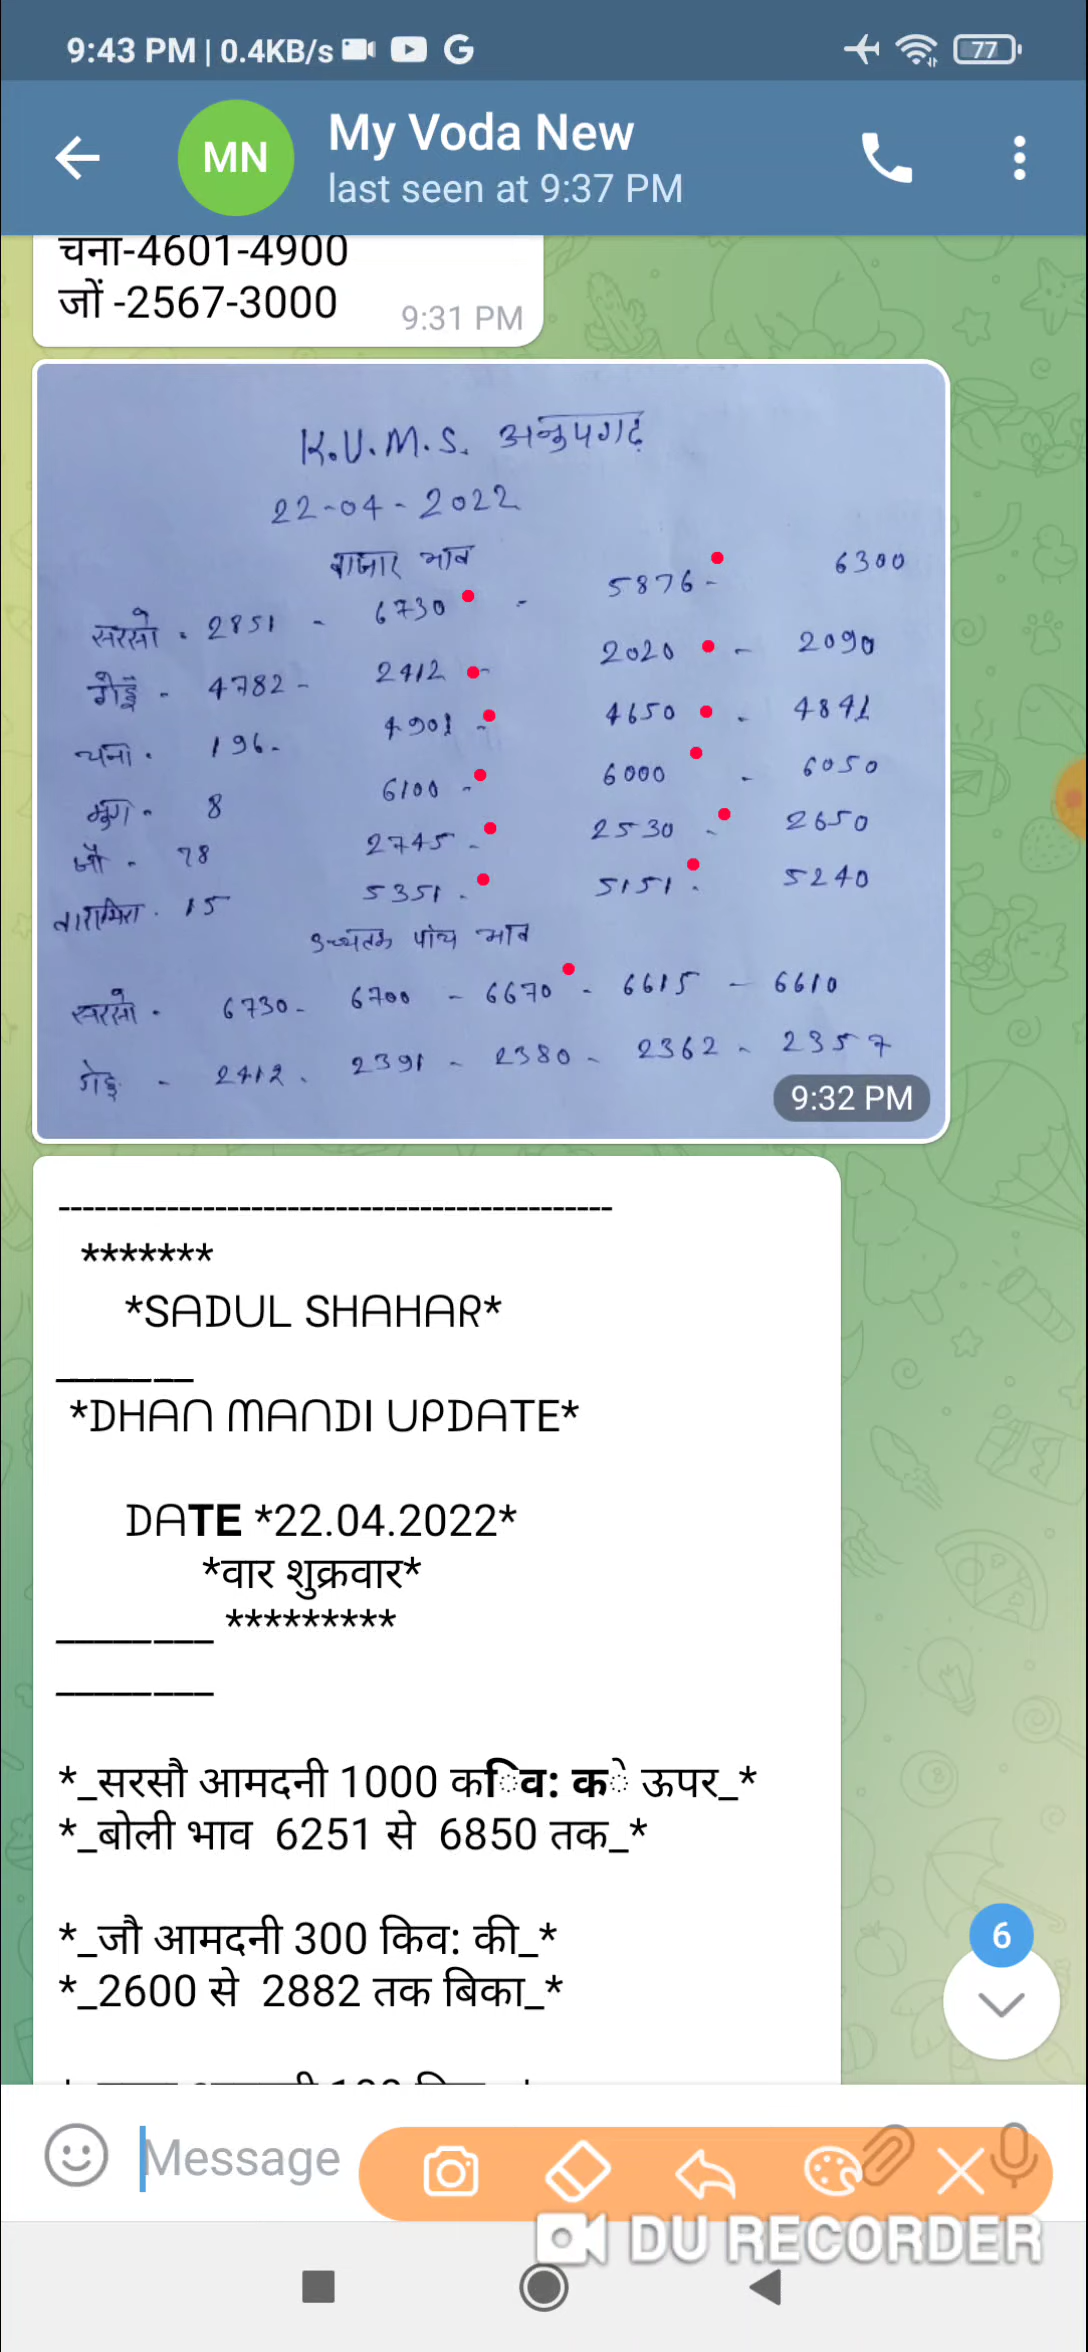 9:43 PM | 0.4KB/s G 77
MN My Voda New
last seen at 9:37 PM
चना-4601-4900
जों -2567-3000 9:31 PM
K.U.M.S. अनुपगढ़
22-04-2022
बाजार भाव
सरसो . 2851 - 6730 - 5876 - 6300
गेहूँ - 4782 - 2412 - 2020 - 2090
चना . 196 - 4901 - 4650 - 4841
मुग - 8 6100 - 6000 - 6050
जौ - 78 2745 - 2530 - 2650
तारामिरा . 15 5351 . 5151 . 5240
उच्चतम पांच भाव
सरसो . 6730 - 6700 - 6670 - 6615 - 6610
गेहु - 2412 . 2391 - 2380 - 2362 - 2357
9:32 PM
----------------------------------------------
*******
*SADUL SHAHAR*
_______
*DHAN MANDI UPDATE*
DATE *22.04.2022*
*वार शुक्रवार*
________ *********
________
*_सरसौ आमदनी 1000 किव: के ऊपर_*
*_बोली भाव 6251 से 6850 तक_*
*_जौ आमदनी 300 किव: की_*
*_2600 से 2882 तक बिका_*
6
Message
DU RECORDER